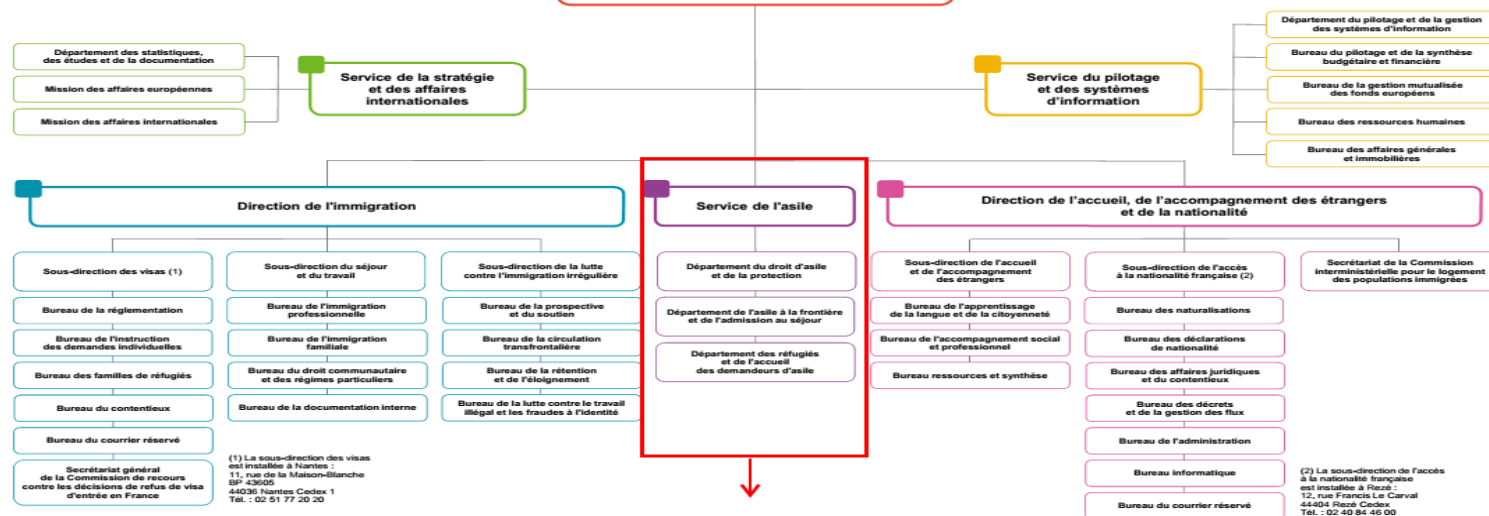 Département des statistiques,
des études et de la documentation
Mission des affaires européennes
Mission des affaires internationales
Service de la stratégie
et des affaires
internationales
Service du pilotage
et des systèmes
d'information
Département du pilotage et de la gestion
des systèmes d'information
Bureau du pilotage et de la synthèse
budgétaire et financière
Bureau de la gestion mutualisée
des fonds européens
Bureau des ressources humaines
Bureau des affaires générales
et immobilières
Direction de l'immigration
Sous-direction des visas (1)
Bureau de la réglementation
Bureau de l'instruction
des demandes individuelles
Bureau des familles de réfugiés
Bureau du contentieux
Bureau du courrier réservé
Secrétariat général
de la Commission de recours
contre les décisions de refus de visa
d'entrée en France
Sous-direction du séjour
et du travail
Bureau de l'immigration
professionnelle
Bureau de l'immigration
familiale
Bureau du droit communautaire
et des régimes particuliers
Bureau de la documentation interne
(1) La sous-direction des visas
est installée à Nantes :
11, rue de la Maison-Blanche
BP 43605
44036 Nantes Cedex 1
Tél. : 02 51 77 20 20
Sous-direction de la lutte
contre l'immigration irrégulière
Bureau de la prospective
et du soutien
Bureau de la circulation
transfrontalière
Bureau de la rétention
et de l'éloignement
Bureau de la lutte contre le travail
illégal et les fraudes à l'identité
Service de l'asile
Département du droit d'asile
et de la protection
Département de l'asile à la frontière
et de l'admission au séjour
Département des réfugiés
et de l'accueil
des demandeurs d'asile
Direction de l'accueil, de l'accompagnement des étrangers
et de la nationalité
Sous-direction de l'accueil
et de l'accompagnement
des étrangers
Bureau de l'apprentissage
de la langue et de la citoyenneté
Bureau de l'accompagnement social
et professionnel
Bureau ressources et synthèse
Sous-direction de l'accès
à la nationalité française (2)
Bureau des naturalisations
Bureau des déclarations
de nationalité
Bureau des affaires juridiques
et du contentieux
Bureau des décrets
et de la gestion des flux
Bureau de l'administration
Bureau informatique
Bureau du courrier réservé
Secrétariat de la Commission
interministérielle pour le logement
des populations immigrées
(2) La sous-direction de l'accès
à la nationalité française
est installée à Rezé :
12, rue Francis Le Carval
44404 Rezé Cedex
Tél. : 02 40 84 46 00